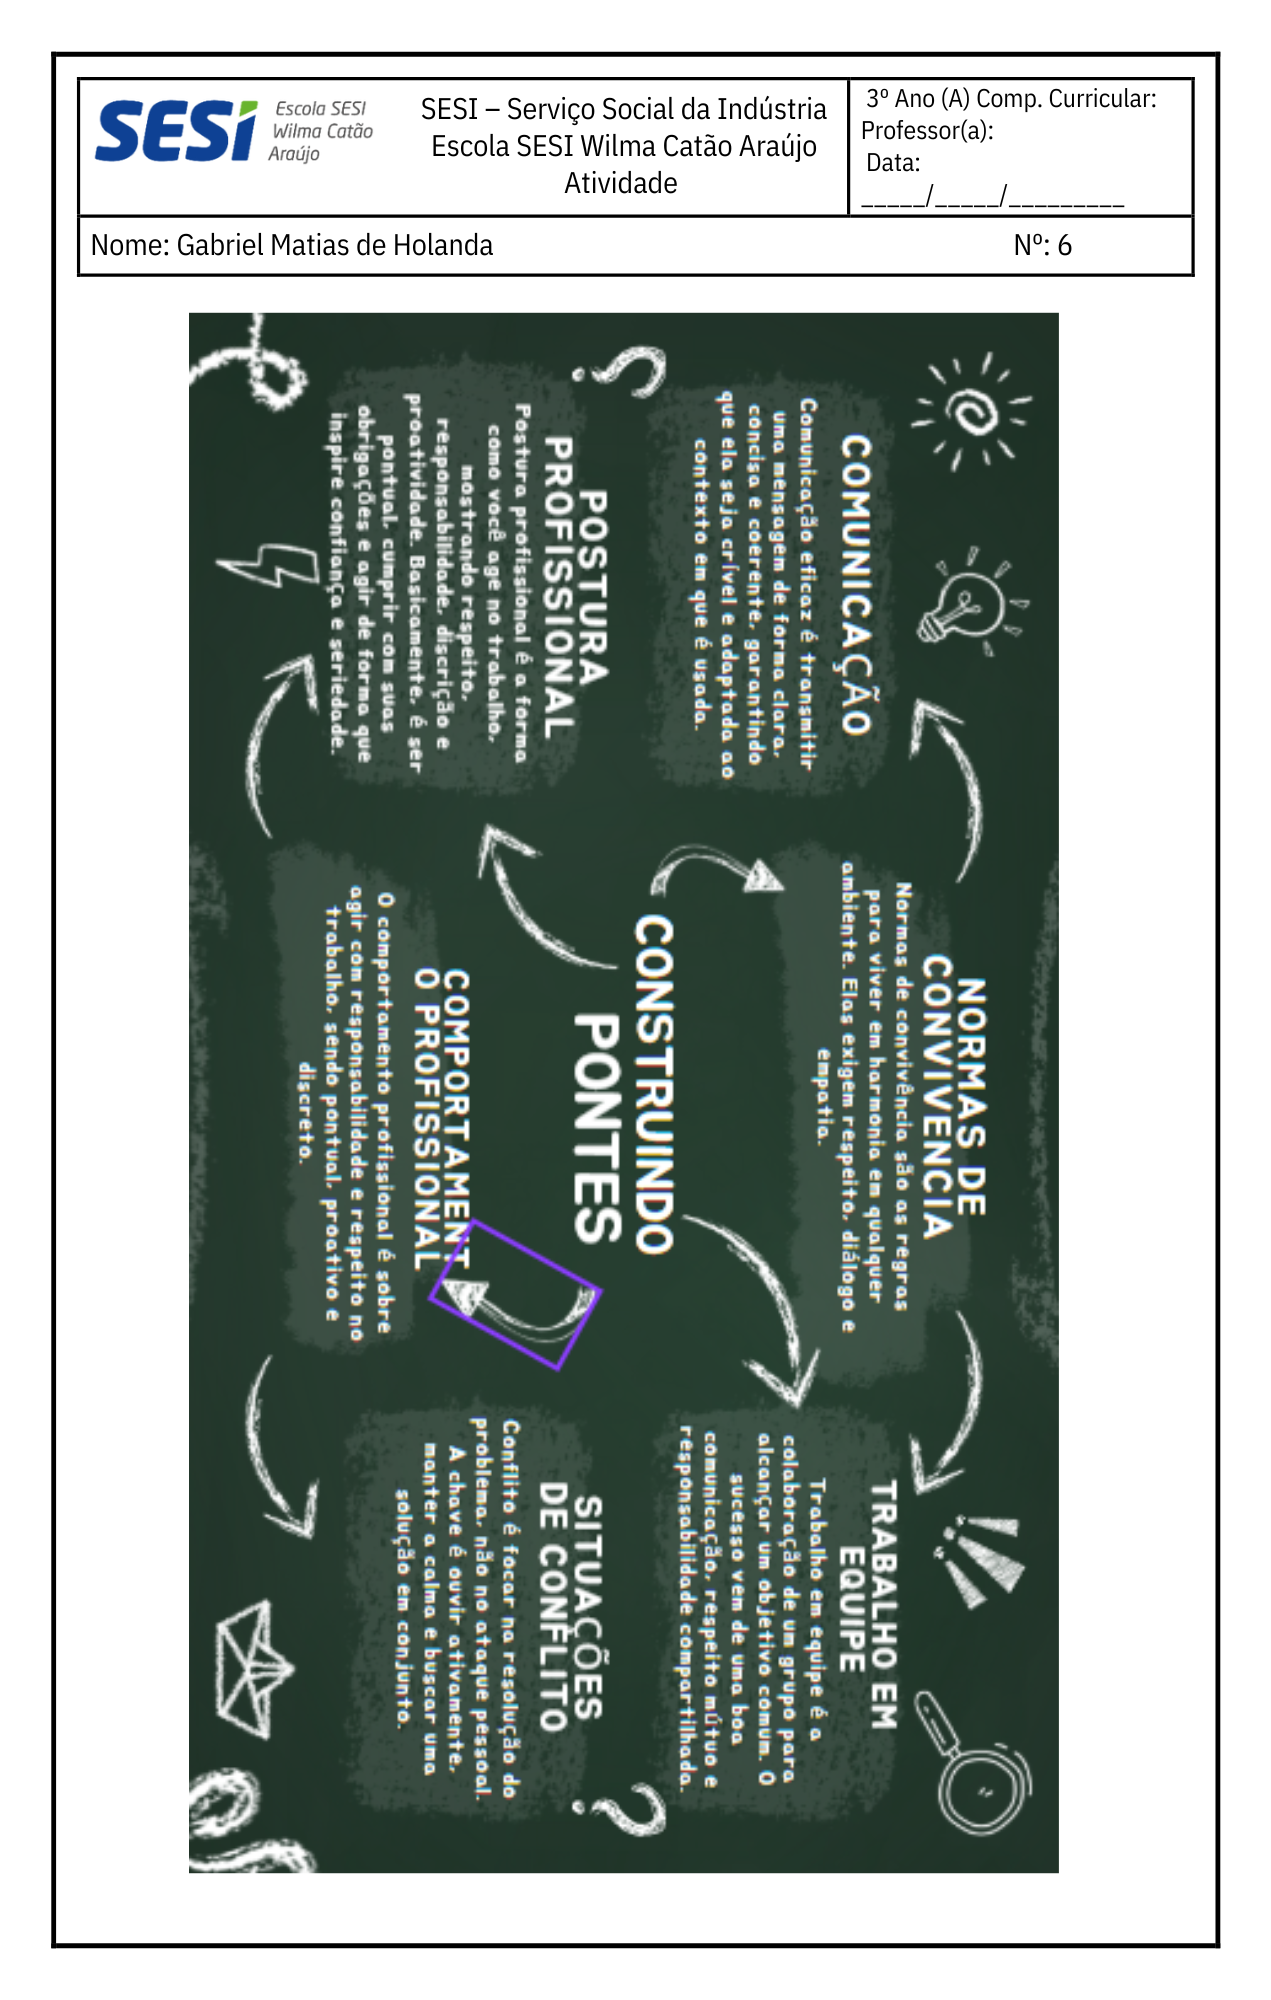 SESI
Escola SESI
Wilma Catão
Araújo
SESI – Serviço Social da Indústria
Escola SESI Wilma Catão Araújo
Atividade
3º Ano (A) Comp. Curricular:
Professor(a):
Data:
_____/_____/_________
Nome: Gabriel Matias de Holanda Nº: 6
COMUNICAÇÃO
Comunicação eficaz é transmitir
uma mensagem de forma clara,
concisa e coerente, garantindo
que ela seja crível e adaptada ao
contexto em que é usada.
NORMAS DE
CONVIVENCIA
Normas de convivência são as regras
para viver em harmonia em qualquer
ambiente. Elas exigem respeito, diálogo e
empatia.
TRABALHO EM
EQUIPE
Trabalho em equipe é a
colaboração de um grupo para
alcançar um objetivo comum. O
sucesso vem de uma boa
comunicação, respeito mútuo e
responsabilidade compartilhada.
CONSTRUINDO
PONTES
POSTURA
PROFISSIONAL
Postura profissional é a forma
como você age no trabalho,
mostrando respeito,
responsabilidade, discrição e
proatividade. Basicamente, é ser
pontual, cumprir com suas
obrigações e agir de forma que
inspire confiança e seriedade.
COMPORTAMENT
O PROFISSIONAL
O comportamento profissional é sobre
agir com responsabilidade e respeito no
trabalho, sendo pontual, proativo e
discreto.
SITUAÇÕES
DE CONFLITO
Conflito é focar na resolução do
problema, não no ataque pessoal.
A chave é ouvir ativamente,
manter a calma e buscar uma
solução em conjunto.